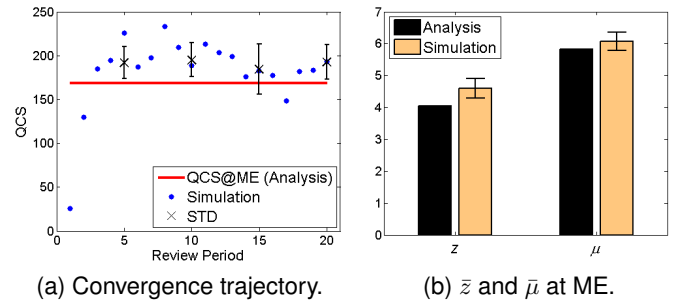 250
200
150
100
50
0
QCS
0 5 10 15 20
Review Period
QCS@ME (Analysis)
Simulation
STD
(a) Convergence trajectory.
7
6
5
4
3
2
1
0
Analysis
Simulation
z μ
(b) z̄ and μ̄ at ME.